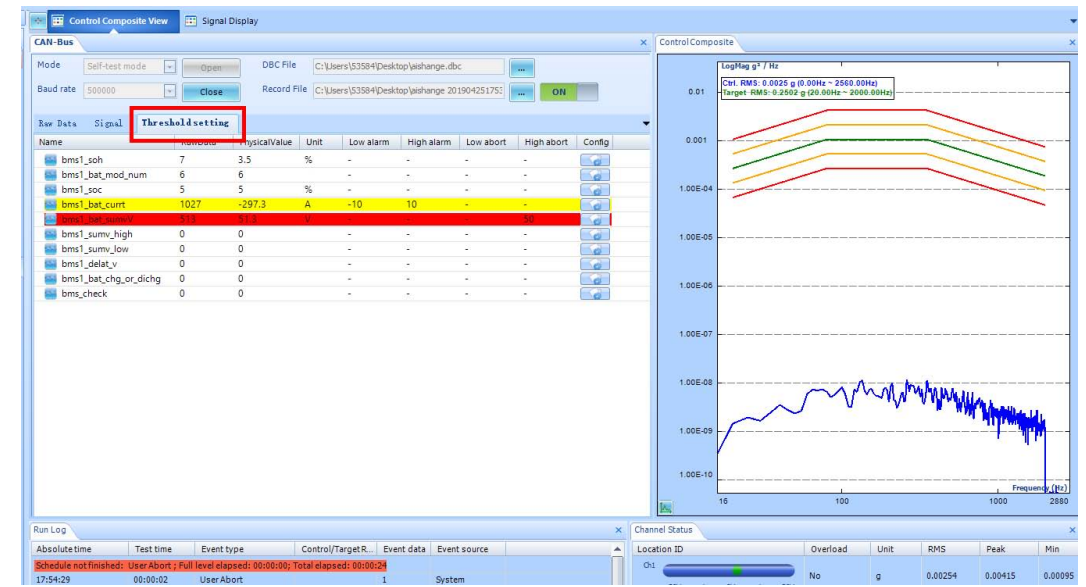 Control Composite View
Signal Display
CAN-Bus
Mode Self-test mode Open DBC File C:\Users\53584\Desktop\aishange.dbc ...
Baud rate 500000 Close Record File C:\Users\53584\Desktop\aishange 201904251753 ... ON
Raw Data Signal Threshold setting
Name RawData PhysicalValue Unit Low alarm High alarm Low abort High abort Config
bms1_soh 7 3.5 % - - - -
bms1_bat_mod_num 6 6 - - - -
bms1_soc 5 5 % - - - -
bms1_bat_currt 1027 -297.3 A -10 10 - -
bms1_bat_sumvV 513 51.3 V - - - 50
bms1_sumv_high 0 0 - - - -
bms1_sumv_low 0 0 - - - -
bms1_delat_v 0 0 - - - -
bms1_bat_chg_or_dichg 0 0 - - - -
bms_check 0 0 - - - -
Control Composite
LogMag g² / Hz
Ctrl. RMS: 0.0025 g (0.00Hz ~ 2560.00Hz)
Target RMS: 0.2502 g (20.00Hz ~ 2000.00Hz)
0.01
0.001
1.00E-04
1.00E-05
1.00E-06
1.00E-07
1.00E-08
1.00E-09
1.00E-10
Frequency (Hz)
16 100 1000 2880
Run Log
Absolute time Test time Event type Control/Target R... Event data Event source
Schedule not finished: User Abort ; Full level elapsed: 00:00:00; Total elapsed: 00:00:24
17:54:29 00:00:02 User Abort 1 System
Channel Status
Location ID Overload Unit RMS Peak Min
Ch1 No g 0.00254 0.00415 0.00095